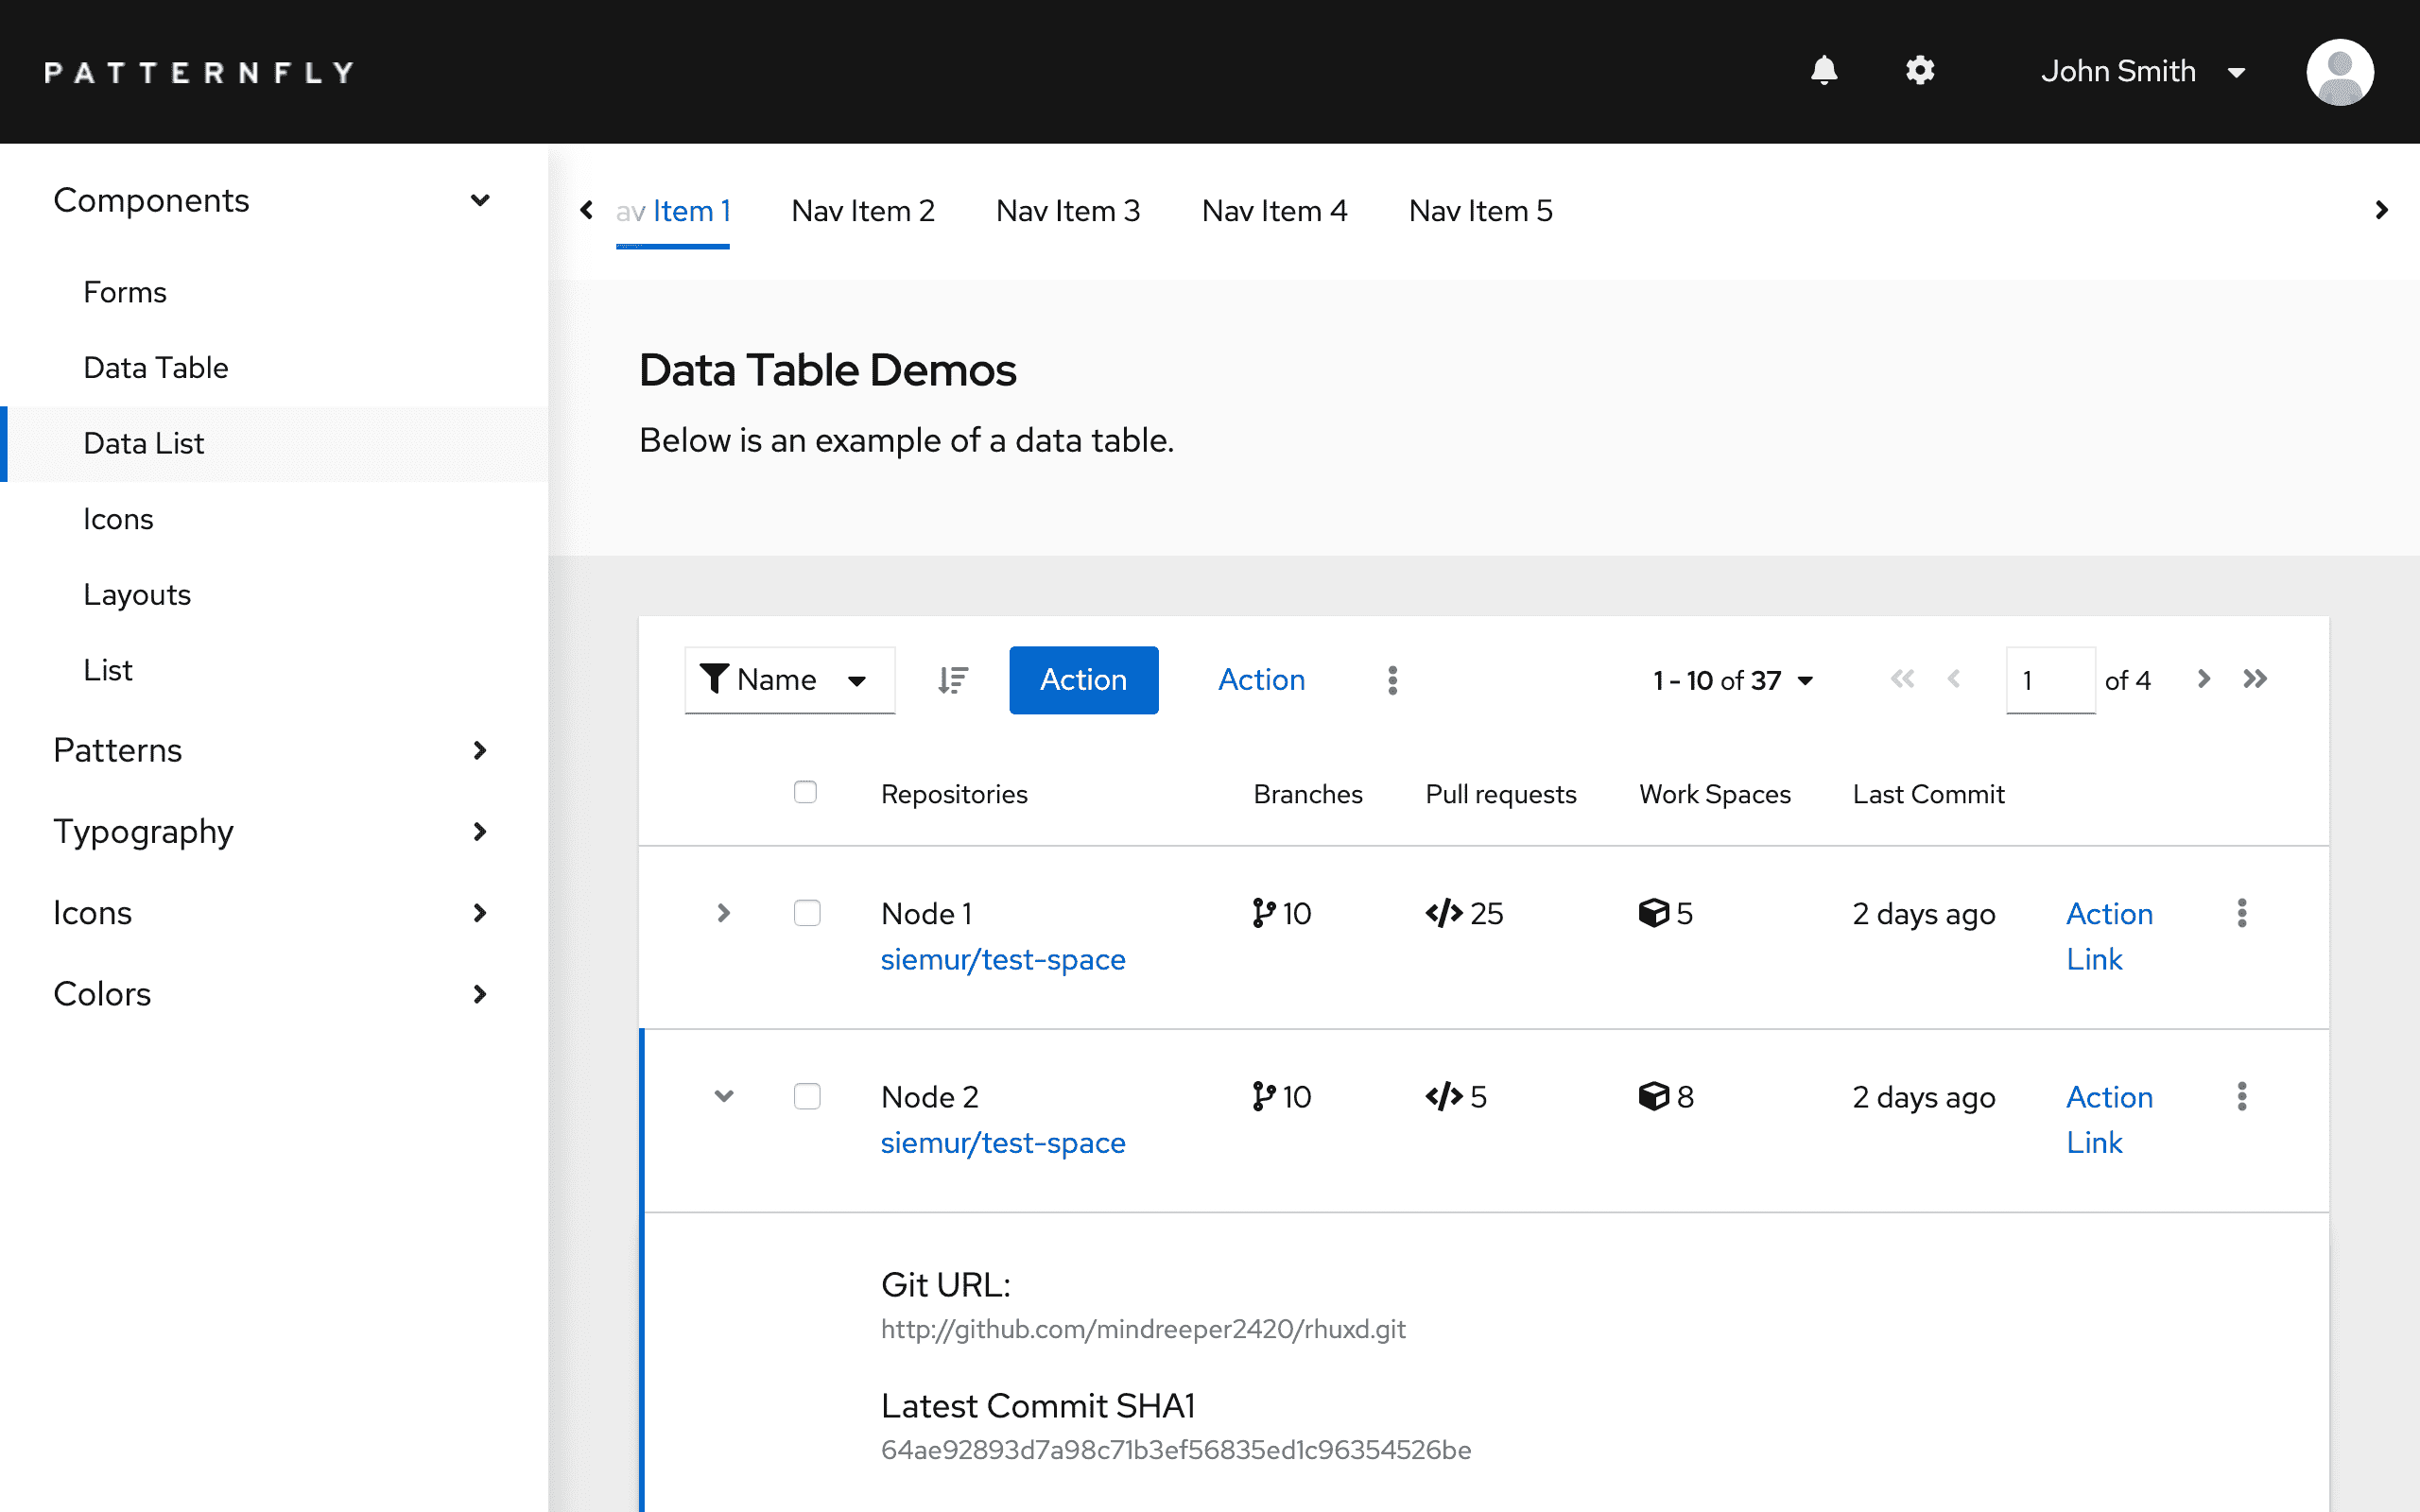 PATTERNFLY
John Smith
Components
Forms
Data Table
Data List
Icons
Layouts
List
Patterns
Typography
Icons
Colors
av Item 1 Nav Item 2 Nav Item 3 Nav Item 4 Nav Item 5
Data Table Demos
Below is an example of a data table.
Name Action Action 1 - 10 of 37 1 of 4
Repositories Branches Pull requests Work Spaces Last Commit
Node 1 10 25 5 2 days ago Action
siemur/test-space Link
Node 2 10 5 8 2 days ago Action
siemur/test-space Link
Git URL:
http://github.com/mindreeper2420/rhuxd.git
Latest Commit SHA1
64ae92893d7a98c71b3ef56835ed1c96354526be